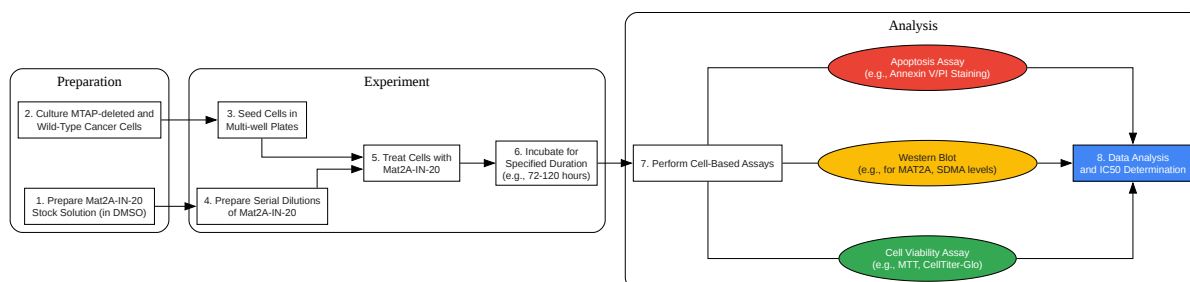 Preparation
2. Culture MTAP-deleted and
Wild-Type Cancer Cells
1. Prepare Mat2A-IN-20
Stock Solution (in DMSO)
Experiment
3. Seed Cells in
Multi-well Plates
4. Prepare Serial Dilutions
of Mat2A-IN-20
5. Treat Cells with
Mat2A-IN-20
6. Incubate for
Specified Duration
(e.g., 72-120 hours)
Analysis
7. Perform Cell-Based Assays
Apoptosis Assay
(e.g., Annexin V/PI Staining)
Western Blot
(e.g., for MAT2A, SDMA levels)
Cell Viability Assay
(e.g., MTT, CellTiter-Glo)
8. Data Analysis
and IC50 Determination